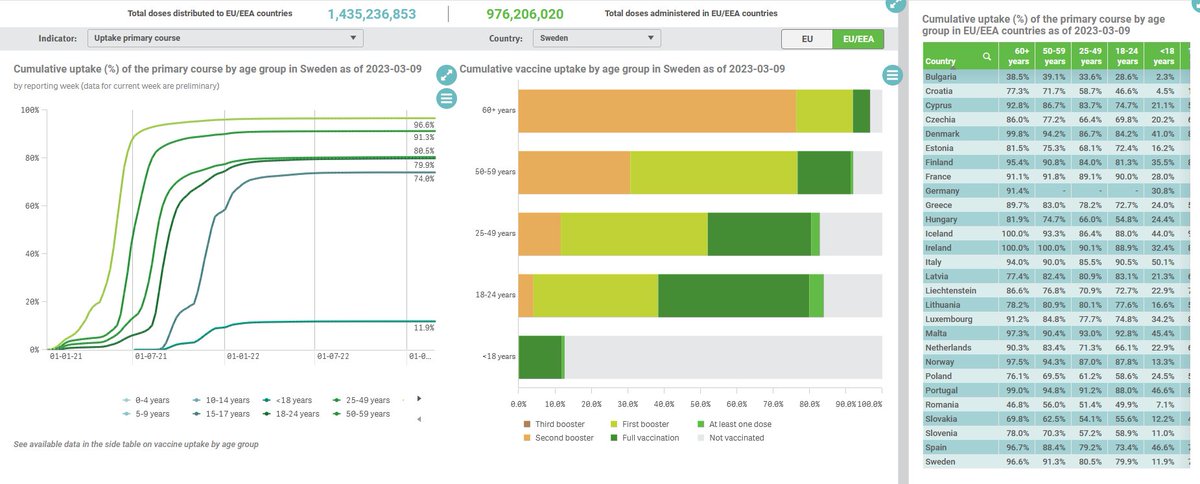 Total doses distributed to EU/EEA countries
1,435,236,853
976,206,020
Total doses administered in EU/EEA countries
Indicator:
Uptake primary course
Country:
Sweden
EU
EU/EEA
Cumulative uptake (%) of the primary course by age group in Sweden as of 2023-03-09
by reporting week (data for current week are preliminary)
100%
80%
60%
40%
20%
0%
96.6%
91.3%
80.5%
79.9%
74.0%
11.9%
01-01-21
01-07-21
01-01-22
01-07-22
01-0…
0-4 years
10-14 years
<18 years
25-49 years
5-9 years
15-17 years
18-24 years
50-59 years
See available data in the side table on vaccine uptake by age group
Cumulative vaccine uptake by age group in Sweden as of 2023-03-09
60+ years
50-59 years
25-49 years
18-24 years
<18 years
0.0%
10.0%
20.0%
30.0%
40.0%
50.0%
60.0%
70.0%
80.0%
90.0%
100.0%
Third booster
First booster
At least one dose
Second booster
Full vaccination
Not vaccinated
Cumulative uptake (%) of the primary course by age
group in EU/EEA countries as of 2023-03-09
Country 60+ years 50-59 years 25-49 years 18-24 years <18 years
Bulgaria 38.5% 39.1% 33.6% 28.6% 2.3%
Croatia 77.3% 71.7% 58.7% 46.6% 4.5%
Cyprus 92.8% 86.7% 83.7% 74.7% 21.1%
Czechia 86.0% 77.2% 66.4% 69.8% 20.2%
Denmark 99.8% 94.2% 86.7% 84.2% 41.0%
Estonia 81.5% 75.3% 68.1% 72.4% 16.2%
Finland 95.4% 90.8% 84.0% 81.3% 35.5%
France 91.1% 91.8% 89.1% 90.0% 28.0%
Germany 91.4% - - - 30.8%
Greece 89.7% 83.0% 78.2% 72.7% 24.0%
Hungary 81.9% 74.7% 66.0% 54.8% 24.4%
Iceland 100.0% 93.3% 86.4% 88.0% 44.0%
Ireland 100.0% 100.0% 90.1% 88.9% 32.4%
Italy 94.0% 90.0% 85.5% 90.5% 50.1%
Latvia 77.4% 82.4% 80.9% 83.1% 21.3%
Liechtenstein 86.6% 76.8% 70.9% 72.7% 22.9%
Lithuania 78.2% 80.9% 80.1% 77.6% 16.6%
Luxembourg 91.2% 84.8% 77.7% 74.8% 34.2%
Malta 97.3% 90.4% 93.0% 92.8% 45.4%
Netherlands 90.3% 83.4% 71.3% 66.1% 22.9%
Norway 97.5% 94.3% 87.0% 87.8% 13.3%
Poland 76.1% 69.5% 61.2% 58.6% 24.5%
Portugal 99.0% 94.8% 91.2% 88.0% 46.6%
Romania 46.8% 56.0% 51.4% 49.9% 7.1%
Slovakia 69.8% 62.5% 54.1% 55.6% 12.2%
Slovenia 78.0% 70.3% 57.2% 58.9% 11.0%
Spain 96.7% 88.4% 79.2% 73.4% 46.6%
Sweden 96.6% 91.3% 80.5% 79.9% 11.9%